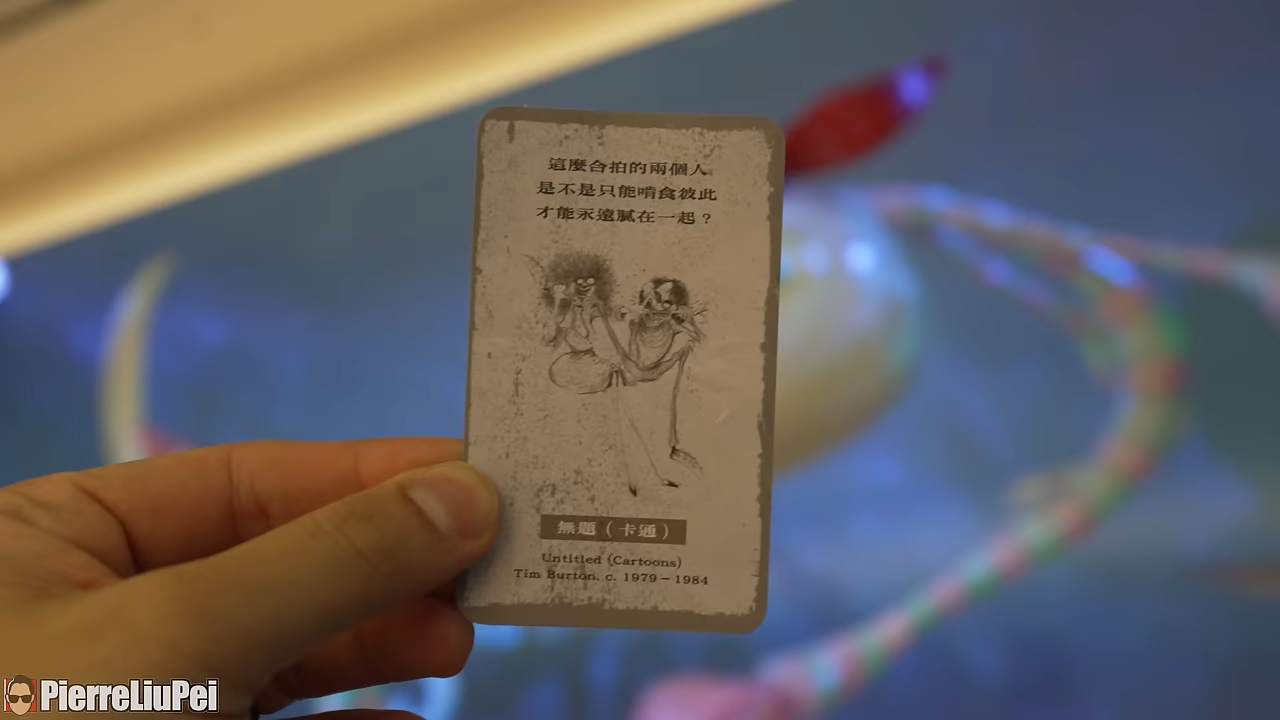 這麼合拍的兩個人
是不是只能啃食彼此
才能永遠膩在一起？
無題（卡通）
Untitled (Cartoons)
Tim Burton. c. 1979－1984
PierreLiuPei